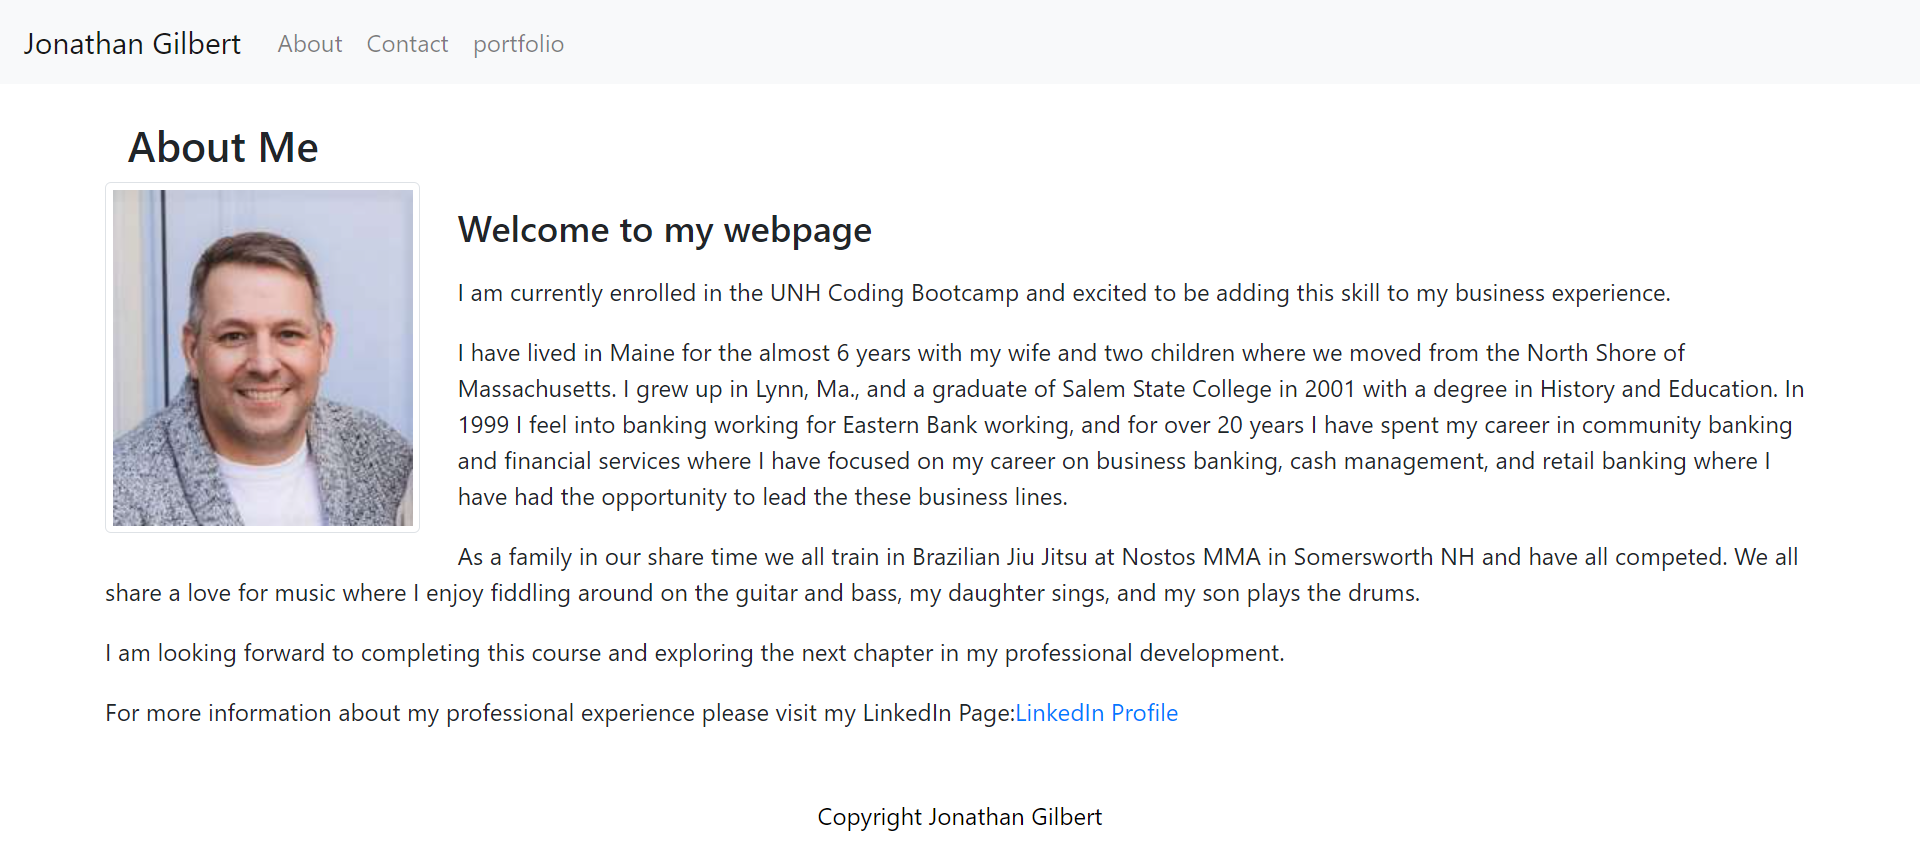 Jonathan Gilbert About Contact portfolio
About Me
Welcome to my webpage
I am currently enrolled in the UNH Coding Bootcamp and excited to be adding this skill to my business experience.
I have lived in Maine for the almost 6 years with my wife and two children where we moved from the North Shore of
Massachusetts. I grew up in Lynn, Ma., and a graduate of Salem State College in 2001 with a degree in History and Education. In
1999 I feel into banking working for Eastern Bank working, and for over 20 years I have spent my career in community banking
and financial services where I have focused on my career on business banking, cash management, and retail banking where I
have had the opportunity to lead the these business lines.
As a family in our share time we all train in Brazilian Jiu Jitsu at Nostos MMA in Somersworth NH and have all competed. We all
share a love for music where I enjoy fiddling around on the guitar and bass, my daughter sings, and my son plays the drums.
I am looking forward to completing this course and exploring the next chapter in my professional development.
For more information about my professional experience please visit my LinkedIn Page:LinkedIn Profile
Copyright Jonathan Gilbert